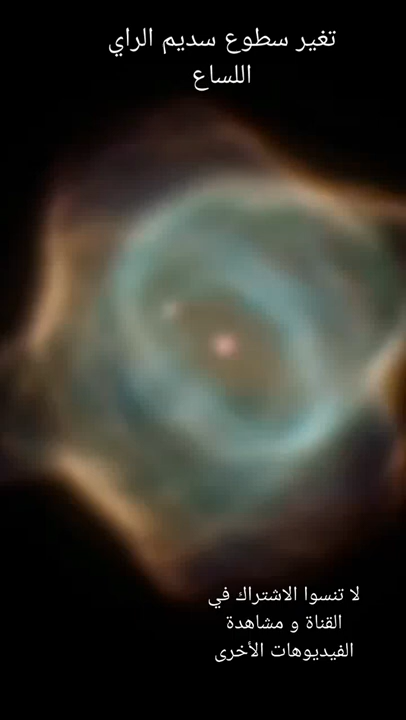 تغير سطوع سديم الراي
اللساع
لا تنسوا الاشتراك في
القناة و مشاهدة
الفيديوهات الأخرى